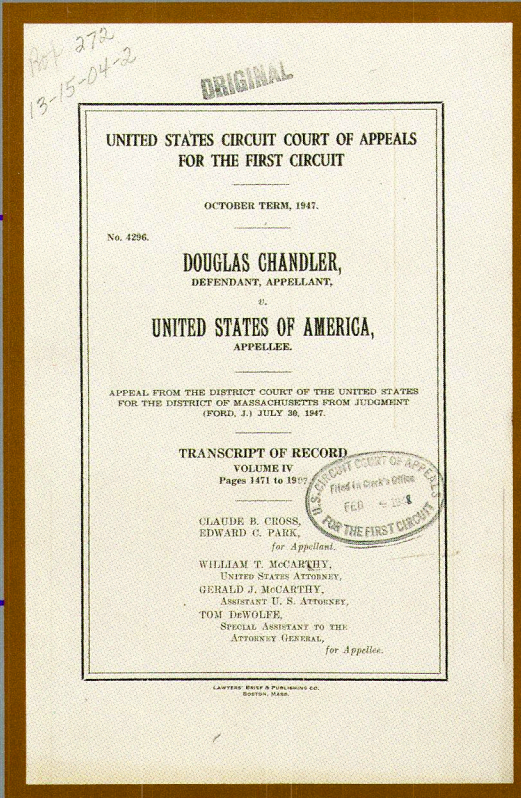 Box 272
13-15-04-2
ORIGINAL
UNITED STATES CIRCUIT COURT OF APPEALS
FOR THE FIRST CIRCUIT
OCTOBER TERM, 1947.
No. 4296.
DOUGLAS CHANDLER,
DEFENDANT, APPELLANT,
v.
UNITED STATES OF AMERICA,
APPELLEE.
APPEAL FROM THE DISTRICT COURT OF THE UNITED STATES
FOR THE DISTRICT OF MASSACHUSETTS FROM JUDGMENT
(FORD, J.) JULY 30, 1947.
TRANSCRIPT OF RECORD
VOLUME IV
Pages 1471 to
U.S. CIRCUIT COURT OF APPEALS
Filed in Clerk's Office
FEB
FOR THE FIRST CIRCUIT
CLAUDE B. CROSS,
EDWARD C. PARK,
for Appellant.
WILLIAM T. McCARTHY,
UNITED STATES ATTORNEY,
GERALD J. McCARTHY,
ASSISTANT U. S. ATTORNEY,
TOM DeWOLFE,
SPECIAL ASSISTANT TO THE
ATTORNEY GENERAL,
for Appellee.
LAWYERS' BRIEF & PUBLISHING CO.
BOSTON, MASS.